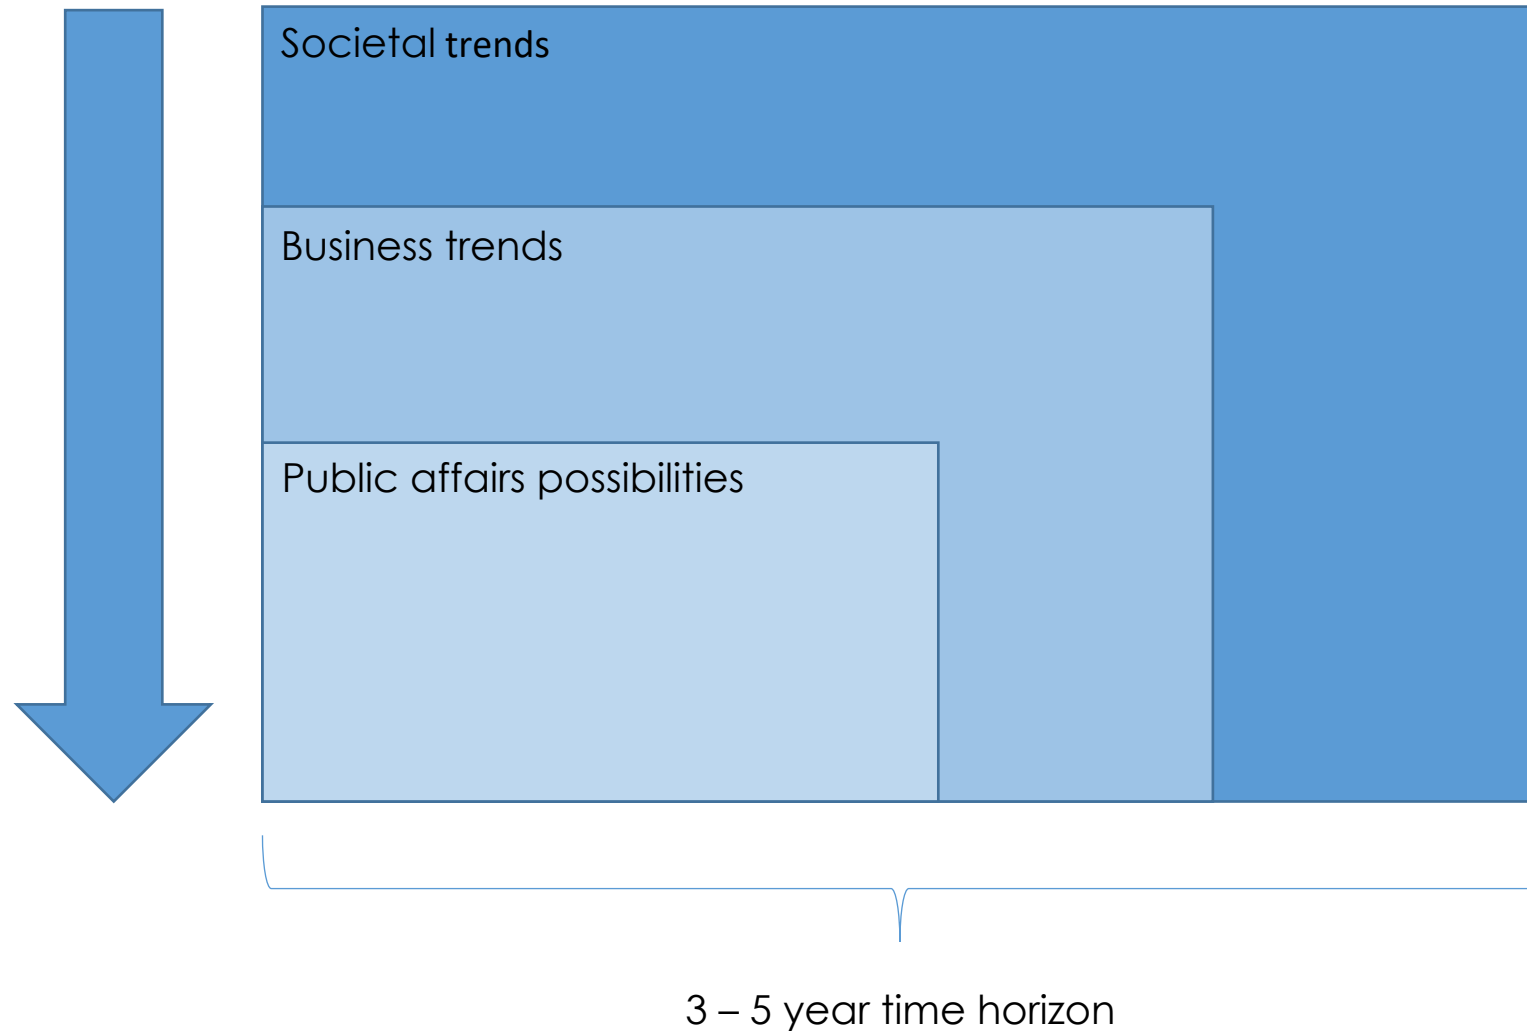 Societal trends
Business trends
Public affairs possibilities
3 – 5 year time horizon